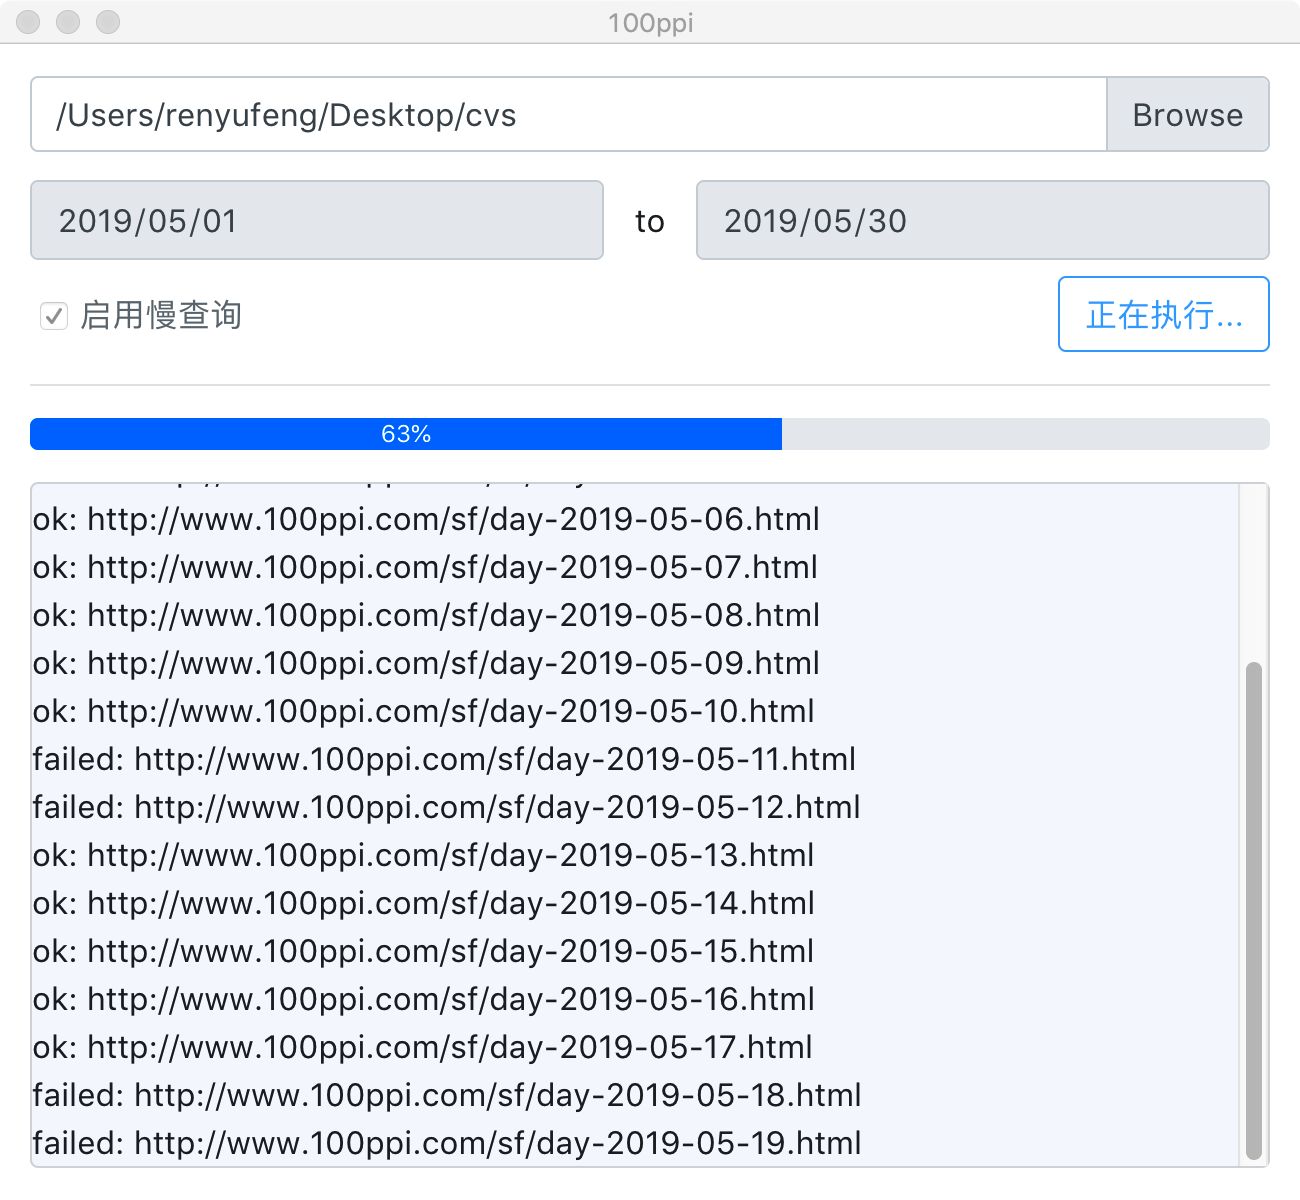 100ppi
/Users/renyufeng/Desktop/cvs Browse
2019/05/01 to 2019/05/30
启用慢查询 正在执行...
63%
ok: http://www.100ppi.com/sf/day-2019-05-06.html
ok: http://www.100ppi.com/sf/day-2019-05-07.html
ok: http://www.100ppi.com/sf/day-2019-05-08.html
ok: http://www.100ppi.com/sf/day-2019-05-09.html
ok: http://www.100ppi.com/sf/day-2019-05-10.html
failed: http://www.100ppi.com/sf/day-2019-05-11.html
failed: http://www.100ppi.com/sf/day-2019-05-12.html
ok: http://www.100ppi.com/sf/day-2019-05-13.html
ok: http://www.100ppi.com/sf/day-2019-05-14.html
ok: http://www.100ppi.com/sf/day-2019-05-15.html
ok: http://www.100ppi.com/sf/day-2019-05-16.html
ok: http://www.100ppi.com/sf/day-2019-05-17.html
failed: http://www.100ppi.com/sf/day-2019-05-18.html
failed: http://www.100ppi.com/sf/day-2019-05-19.html